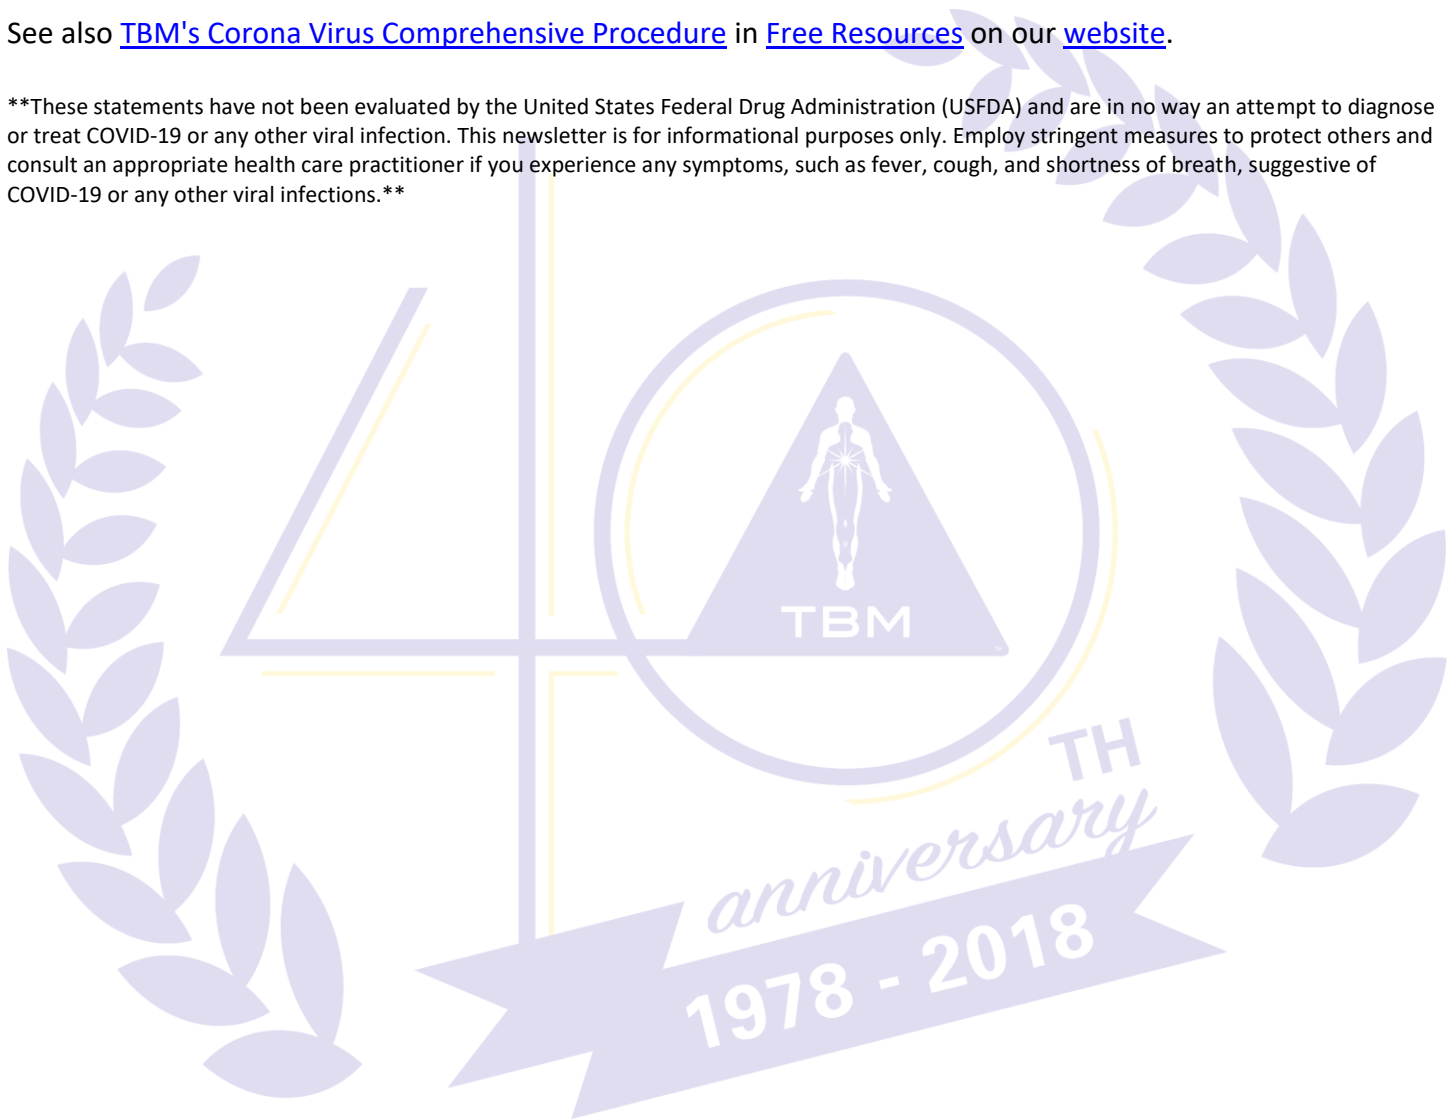 See also TBM's Corona Virus Comprehensive Procedure in Free Resources on our website.
**These statements have not been evaluated by the United States Federal Drug Administration (USFDA) and are in no way an attempt to diagnose
or treat COVID-19 or any other viral infection. This newsletter is for informational purposes only. Employ stringent measures to protect others and
consult an appropriate health care practitioner if you experience any symptoms, such as fever, cough, and shortness of breath, suggestive of
COVID-19 or any other viral infections.**
40
TBM
TH
anniversary
1978 - 2018